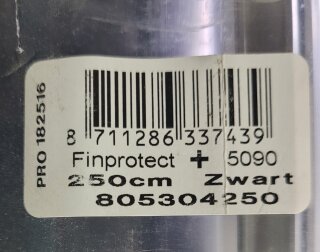 PRO 182516
8 711286 337439
Finprotect + 5090
250cm Zwart
805304250